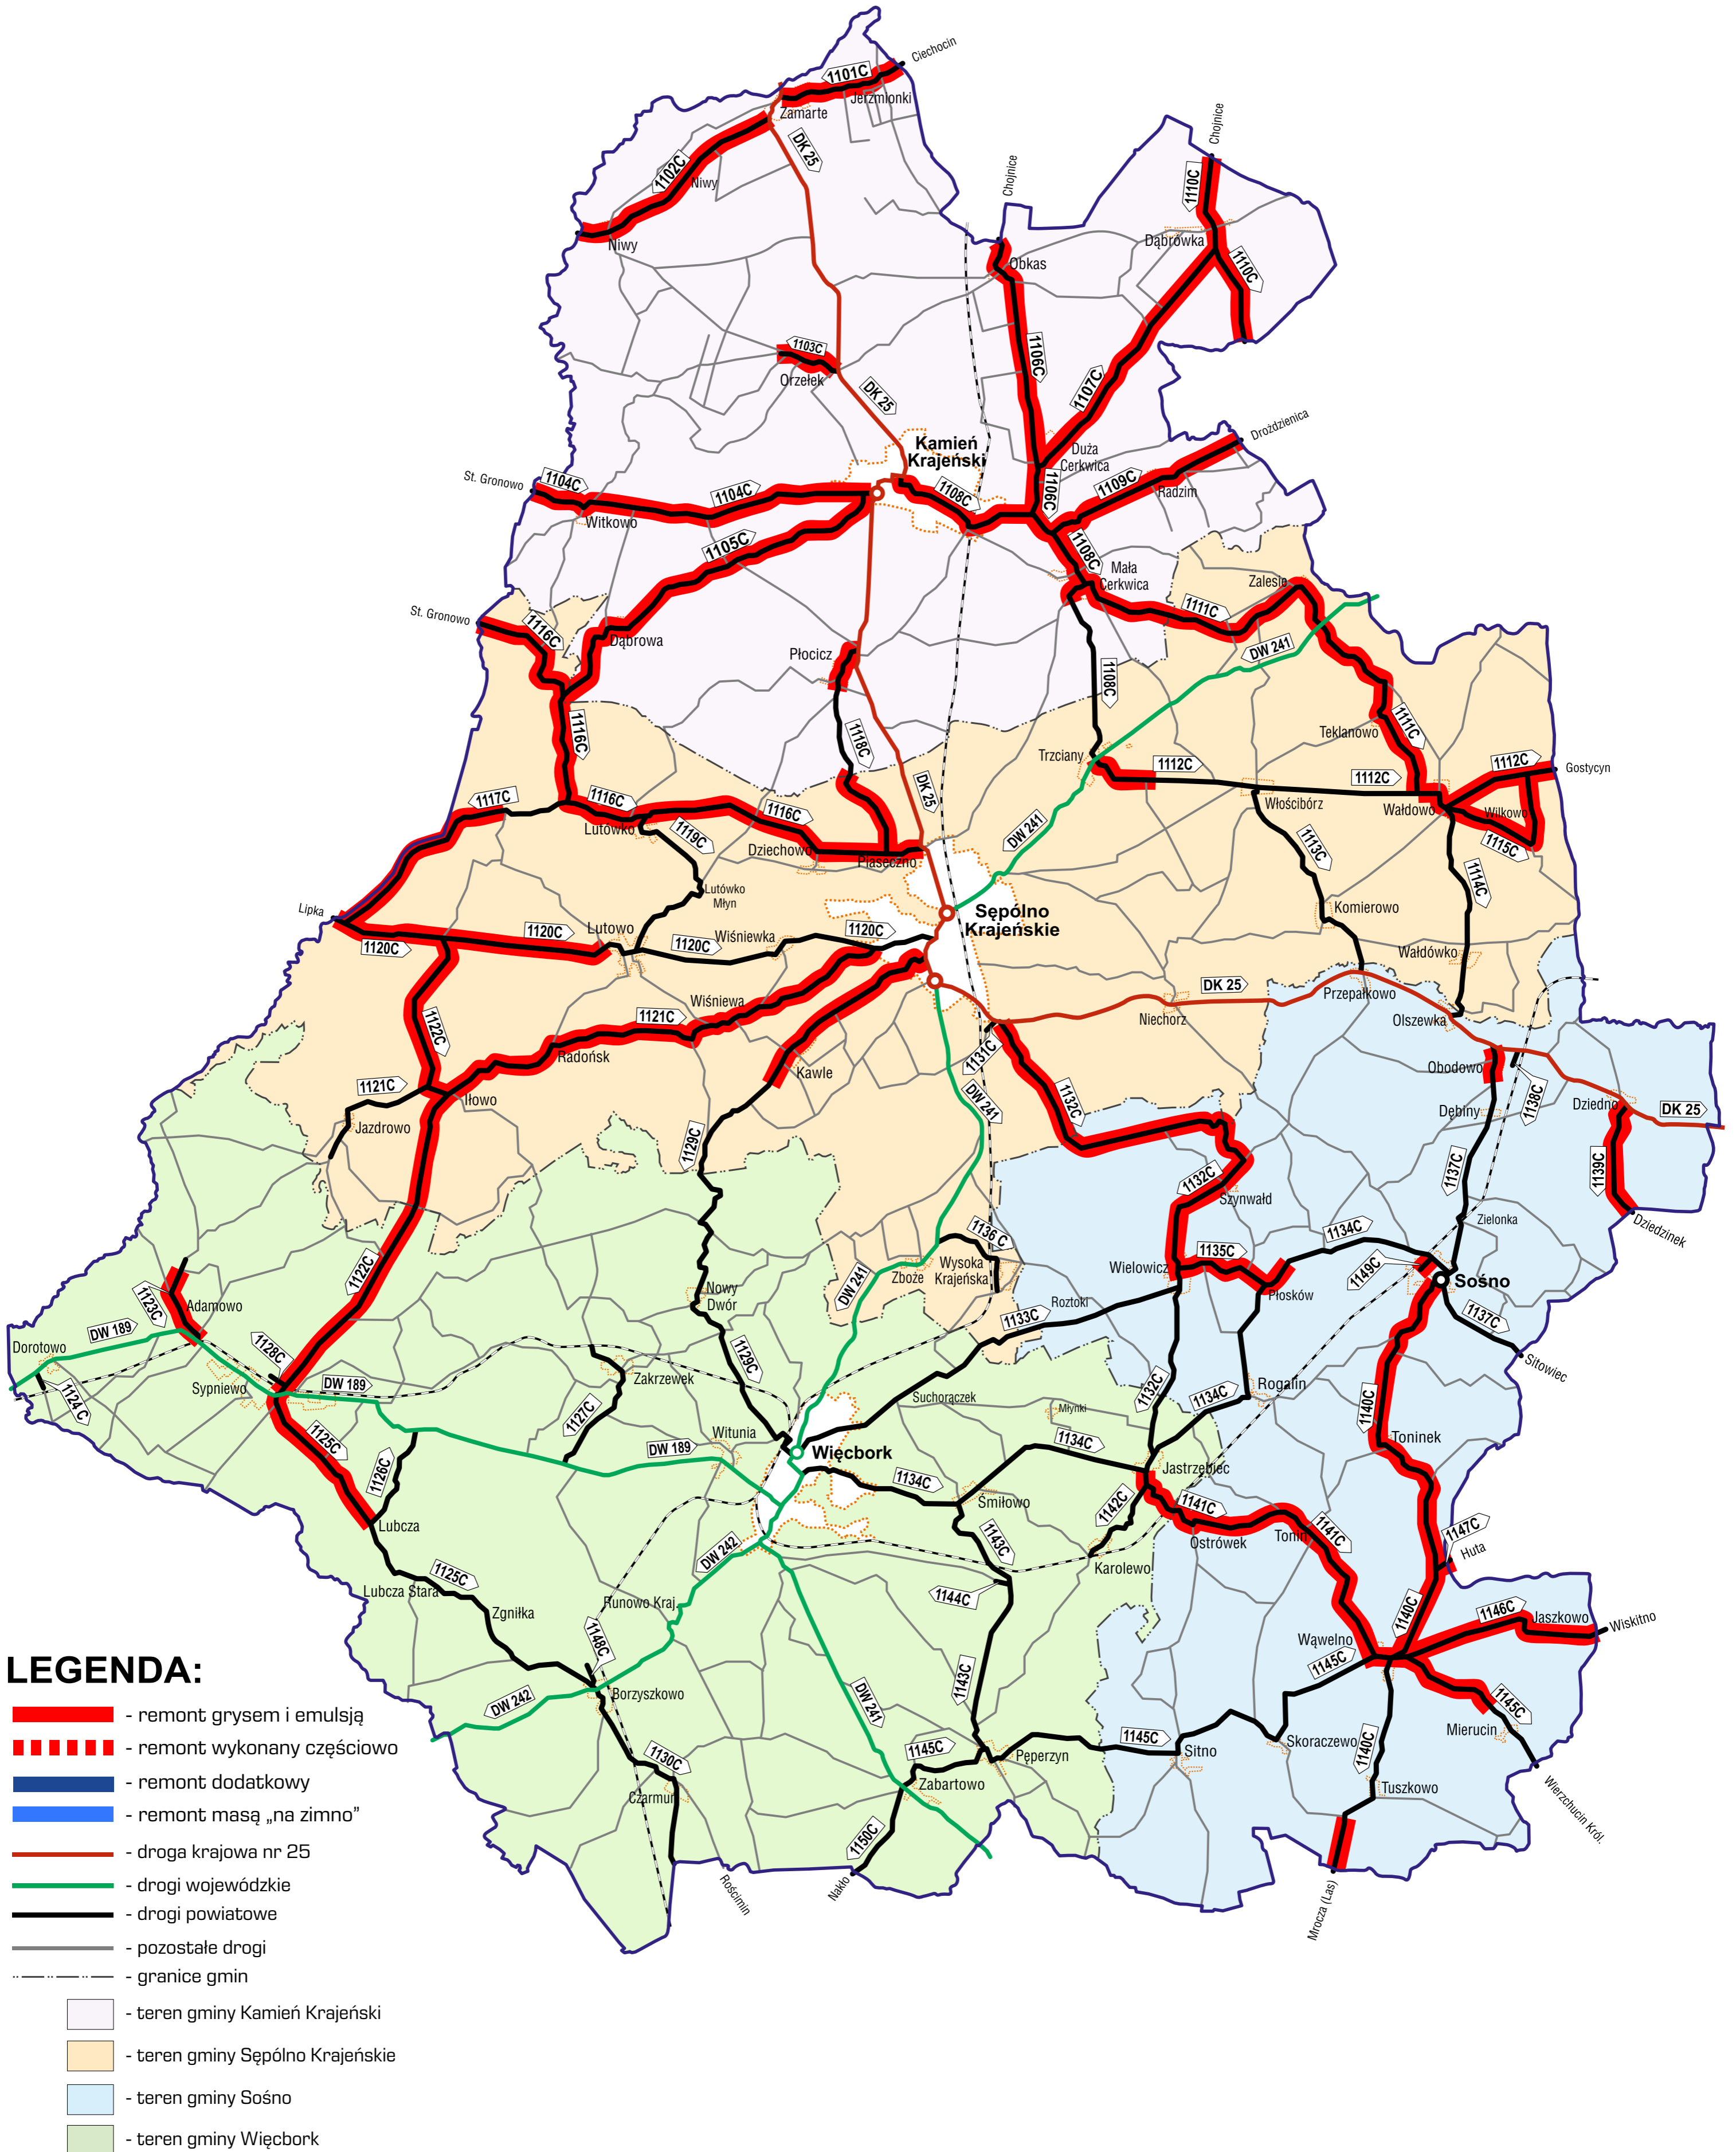 Ciechocin
1101C
Jerzmionki
Zamarte
DK 25
1102C
Niwy
Niwy
Chojnice
Chojnice
1110C
Dąbrówka
1110C
Obkas
1103C
Orzełek
DK 25
1106C
1107C
Kamień
Krajeński
Duża
Cerkwica
Drożdzienica
St. Gronowo
1104C
1104C
Witkowo
1108C
1106C
1109C
Radzim
1105C
1108C
Mała
Cerkwica
Zalesie
1111C
St. Gronowo
1116C
Dąbrowa
Płocicz
DW 241
1108C
1116C
1118C
Teklanowo
1111C
Trzciany
1112C
1112C
1112C
Gostycyn
DK 25
1117C
1116C
1116C
Lutówko
1119C
Dziechowo
Piaseczno
DW 241
Włościbórz
Wałdowo
Wilkowo
1115C
1113C
1114C
Lutówko
Młyn
Lipka
1120C
1120C
Lutowo
1120C
Wiśniewka
1120C
Sępólno
Krajeńskie
Komierowo
Wałdówko
Wiśniewa
1121C
Radońsk
1122C
DK 25
Niechorz
Przepałkowo
Olszewka
Kawle
1131C
1132C
DW 241
Obodowo
1138C
Dziedno
DK 25
Dębiny
1121C
Iłowo
Jazdrowo
1129C
1137C
1139C
1132C
Szynwałd
Dziedzinek
Zielonka
1134C
1136 C
Wysoka
Krajeńska
Zboże
1135C
Wielowicz
Płosków
1149C
Sośno
1137C
Sitowiec
1122C
1123C
Adamowo
DW 189
Dorotowo
1124 C
Sypniewo
1128C
DW 189
Nowy
Dwór
DW 241
Roztoki
1133C
1129C
Zakrzewek
1127C
Suchorączek
1132C
1134C
Rogalin
1140C
Toninek
Młynki
1125C
1126C
Witunia
DW 189
Więcbork
1134C
1134C
Jastrzębiec
Śmiłowo
1142C
1141C
Ostrówek
Tonin
1141C
1147C
Huta
Lubcza
DW 242
1143C
Karolewo
1125C
Lubcza Stara
1144C
Zgniłka
Runowo Kraj.
1140C
1146C
Jaszkowo
Wiskitno
Wąwelno
1145C
1148C
Borzyszkowo
DW 242
DW 241
1143C
1145C
Mierucin
1145C
Skoraczewo
Sitno
1140C
Pęperzyn
1145C
Zabartowo
Tuszkowo
Wierzchucin Król.
1130C
Czarmuń
1150C
Nakło
Rościmin
Mrocza (Las)
LEGENDA:
- remont grysem i emulsją
- remont wykonany częściowo
- remont dodatkowy
- remont masą „na zimno”
- droga krajowa nr 25
- drogi wojewódzkie
- drogi powiatowe
- pozostałe drogi
- granice gmin
- teren gminy Kamień Krajeński
- teren gminy Sępólno Krajeńskie
- teren gminy Sośno
- teren gminy Więcbork